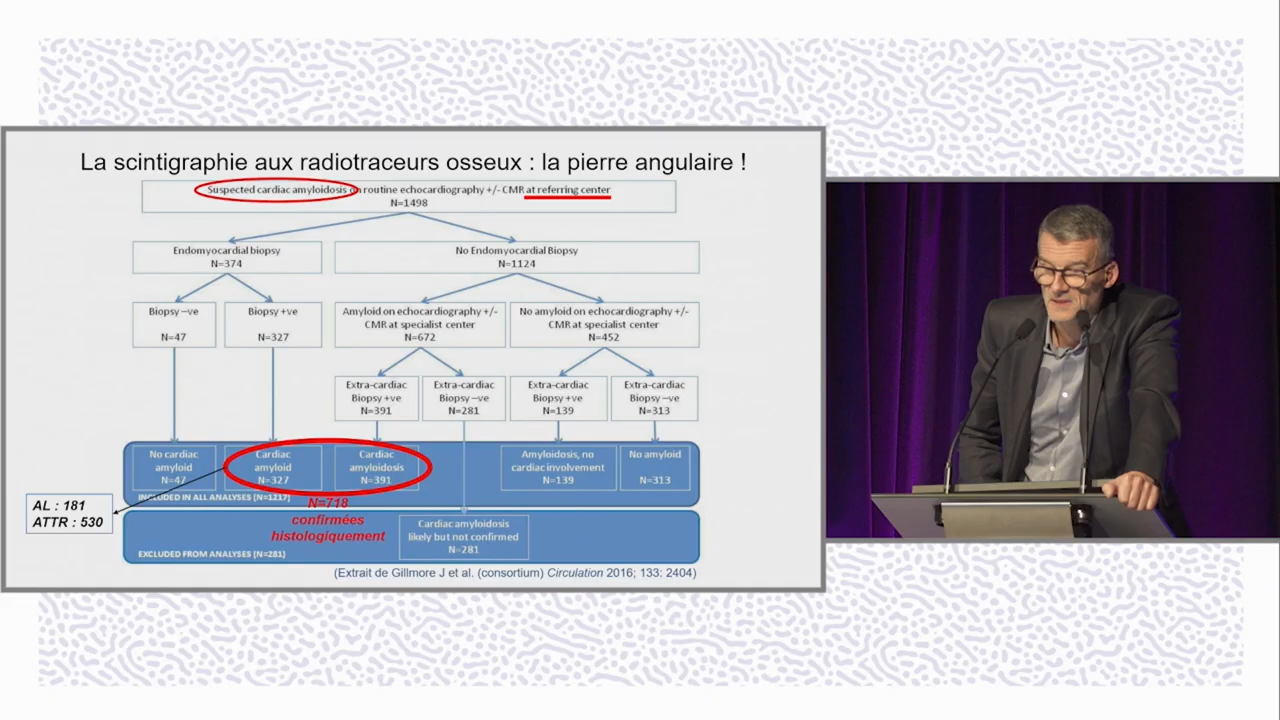 La scintigraphie aux radiotraceurs osseux : la pierre angulaire !
Suspected cardiac amyloidosis on routine echocardiography +/- CMR at referring center
N=1498
Endomyocardial biopsy
N=374
No Endomyocardial Biopsy
N=1124
Biopsy –ve
N=47
Biopsy +ve
N=327
Amyloid on echocardiography +/-
CMR at specialist center
N=672
No amyloid on echocardiography +/-
CMR at specialist center
N=452
Extra-cardiac
Biopsy +ve
N=391
Extra-cardiac
Biopsy –ve
N=281
Extra-cardiac
Biopsy +ve
N=139
Extra-cardiac
Biopsy –ve
N=313
No cardiac
amyloid
N=47
Cardiac
amyloid
N=327
Cardiac
amyloidosis
N=391
Amyloidosis, no
cardiac involvement
N=139
No amyloid
N=313
INCLUDED IN ALL ANALYSES (N=1217)
AL : 181
ATTR : 530
N=718
confirmées
histologiquement
Cardiac amyloidosis
likely but not confirmed
N=281
EXCLUDED FROM ANALYSES (N=281)
(Extrait de Gillmore J et al. (consortium) Circulation 2016; 133: 2404)